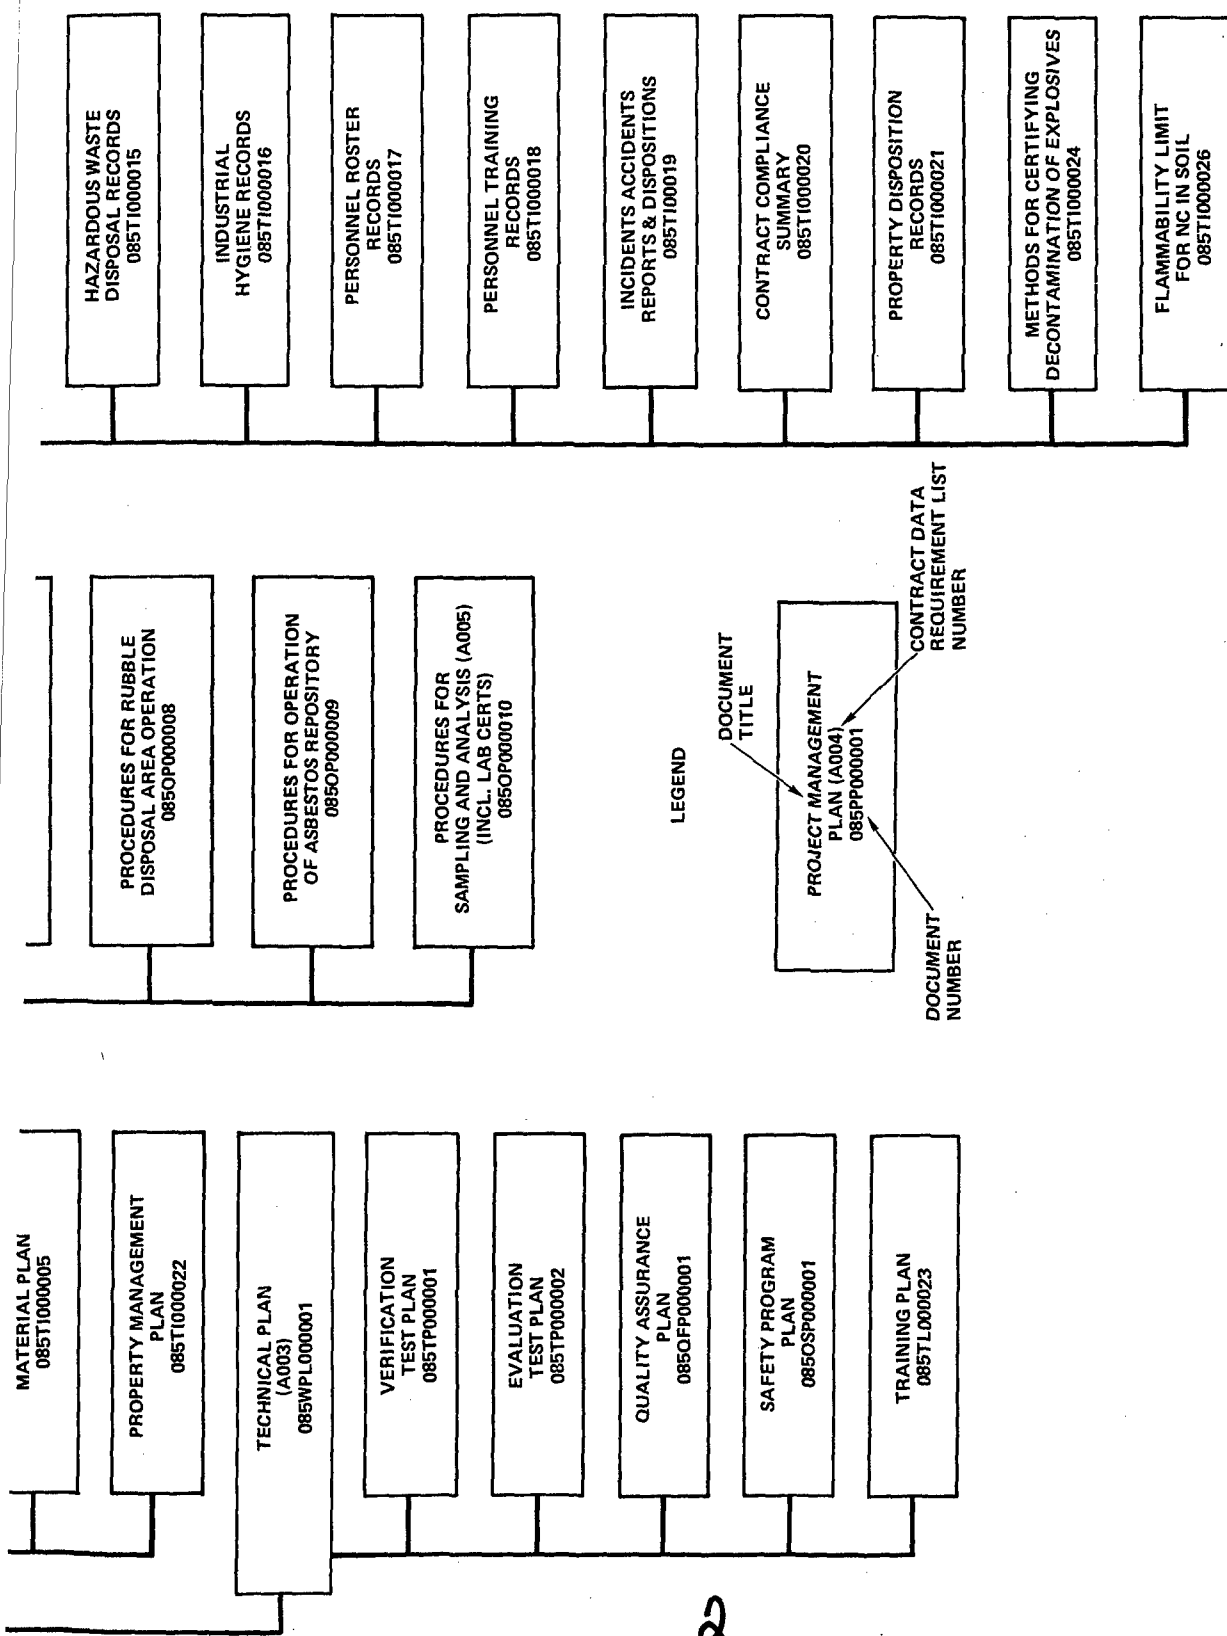 MATERIAL PLAN
085TI000005
PROPERTY MANAGEMENT
PLAN
085TI000022
TECHNICAL PLAN
(A003)
085WPL000001
VERIFICATION
TEST PLAN
085TP000001
EVALUATION
TEST PLAN
085TP000002
QUALITY ASSURANCE
PLAN
085OFP000001
SAFETY PROGRAM
PLAN
085OSP000001
TRAINING PLAN
085TL000023
PROCEDURES FOR RUBBLE
DISPOSAL AREA OPERATION
085OP000008
PROCEDURES FOR OPERATION
OF ASBESTOS REPOSITORY
085OP000009
PROCEDURES FOR
SAMPLING AND ANALYSIS (A005)
(INCL. LAB CERTS)
085OP000010
LEGEND
DOCUMENT
TITLE
PROJECT MANAGEMENT
PLAN (A004)
085PP000001
DOCUMENT
NUMBER
CONTRACT DATA
REQUIREMENT LIST
NUMBER
HAZARDOUS WASTE
DISPOSAL RECORDS
085TI000015
INDUSTRIAL
HYGIENE RECORDS
085TI000016
PERSONNEL ROSTER
RECORDS
085TI000017
PERSONNEL TRAINING
RECORDS
085TI000018
INCIDENTS ACCIDENTS
REPORTS & DISPOSITIONS
085TI000019
CONTRACT COMPLIANCE
SUMMARY
085TI000020
PROPERTY DISPOSITION
RECORDS
085TI000021
METHODS FOR CERTIFYING
DECONTAMINATION OF EXPLOSIVES
085TI000024
FLAMMABILITY LIMIT
FOR NC IN SOIL
085TI000026